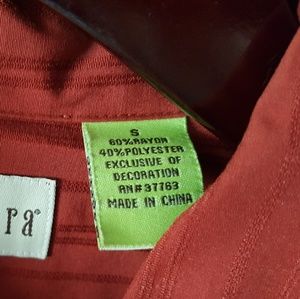 S
60% RAYON
40% POLYESTER
EXCLUSIVE OF
DECORATION
RN# 37763
MADE IN CHINA
ra®